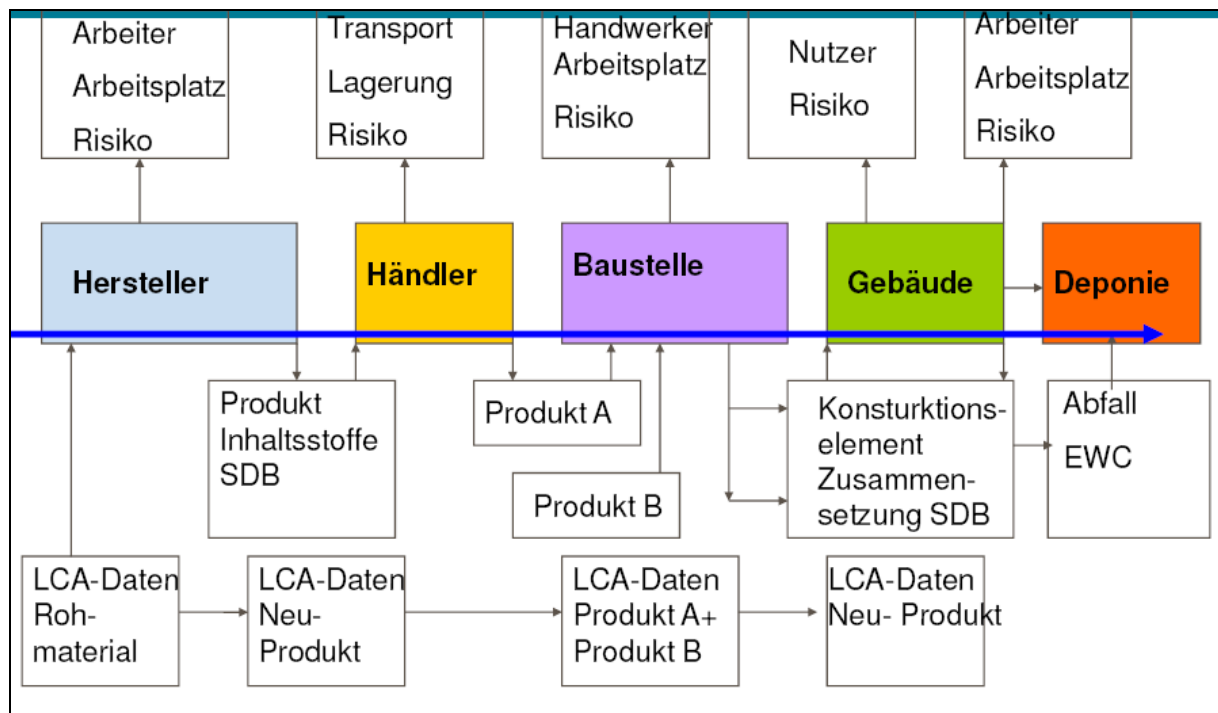 Arbeiter
Arbeitsplatz
Risiko
Transport
Lagerung
Risiko
Handwerker
Arbeitsplatz
Risiko
Nutzer
Risiko
Arbeiter
Arbeitsplatz
Risiko
Hersteller
Händler
Baustelle
Gebäude
Deponie
Produkt
Inhaltsstoffe
SDB
Produkt A
Produkt B
Konsturktions-
element
Zusammen-
setzung SDB
Abfall
EWC
LCA-Daten
Roh-
material
LCA-Daten
Neu-
Produkt
LCA-Daten
Produkt A+
Produkt B
LCA-Daten
Neu- Produkt